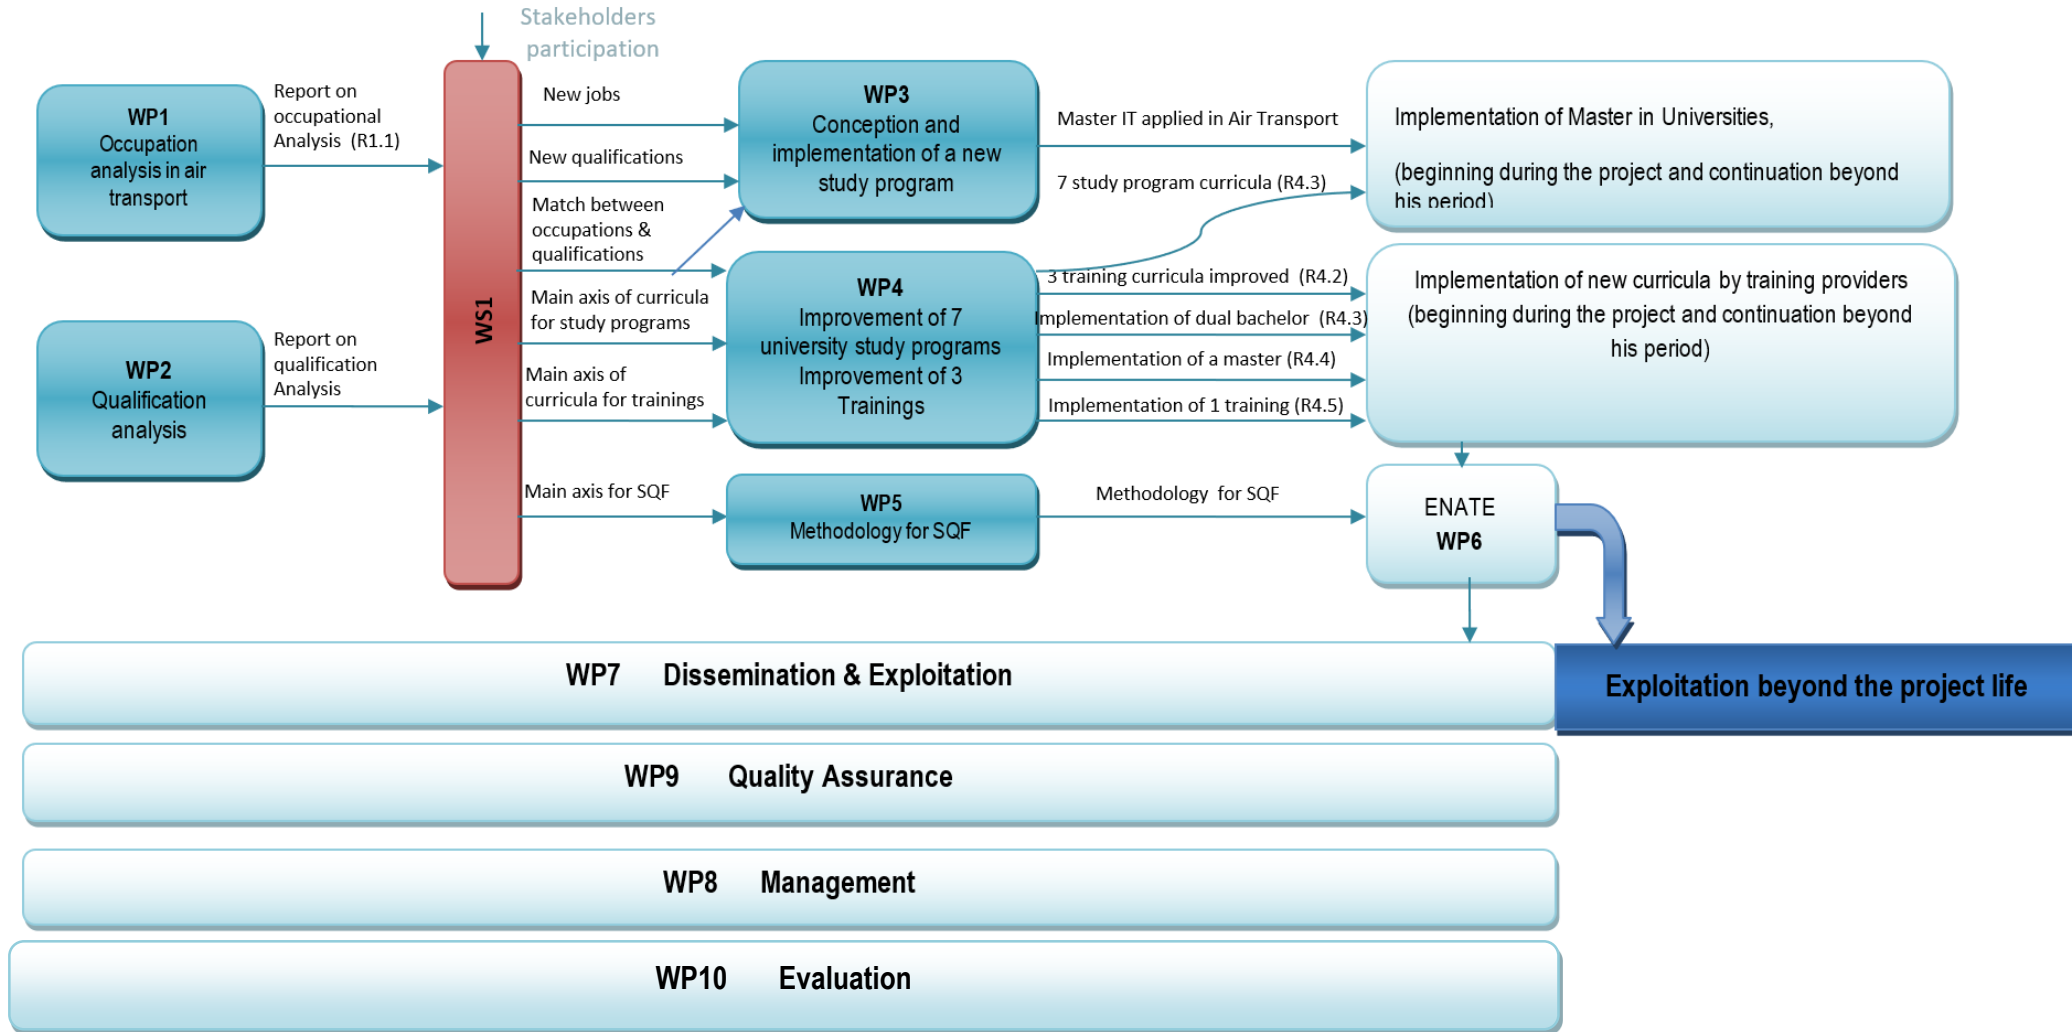 Stakeholders
participation
WP1
Occupation
analysis in air
transport
Report on
occupational
Analysis (R1.1)
WP2
Qualification
analysis
Report on
qualification
Analysis
WS1
New jobs
New qualifications
Match between
occupations &
qualifications
Main axis of curricula
for study programs
Main axis of
curricula for trainings
Main axis for SQF
WP3
Conception and
implementation of a new
study program
WP4
Improvement of 7
university study programs
Improvement of 3
Trainings
WP5
Methodology for SQF
Master IT applied in Air Transport
7 study program curricula (R4.3)
3 training curricula improved (R4.2)
Implementation of dual bachelor (R4.3)
Implementation of a master (R4.4)
Implementation of 1 training (R4.5)
Methodology for SQF
Implementation of Master in Universities,
(beginning during the project and continuation beyond
his period)
Implementation of new curricula by training providers
(beginning during the project and continuation beyond
his period)
ENATE
WP6
WP7 Dissemination & Exploitation
Exploitation beyond the project life
WP9 Quality Assurance
WP8 Management
WP10 Evaluation